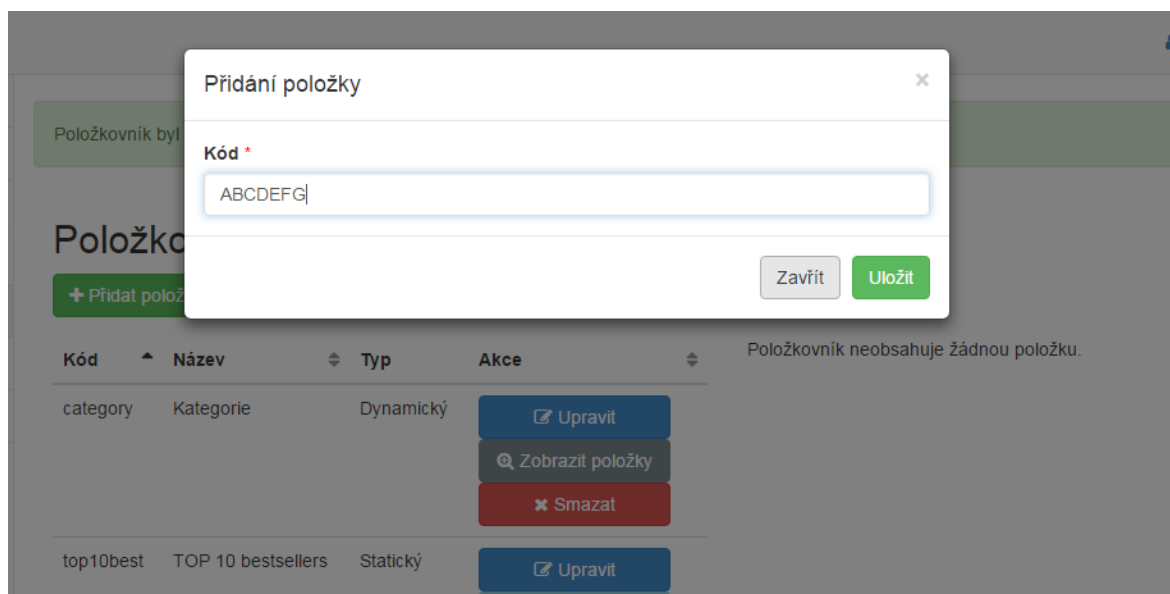 Přidání položky ×
Položkovník byl
Kód *
ABCDEFG
Položko
Zavřít Uložit
Přidat polož
Kód Název Typ Akce
Položkovník neobsahuje žádnou položku.
category Kategorie Dynamický Upravit
Zobrazit položky
Smazat
top10best TOP 10 bestsellers Statický Upravit